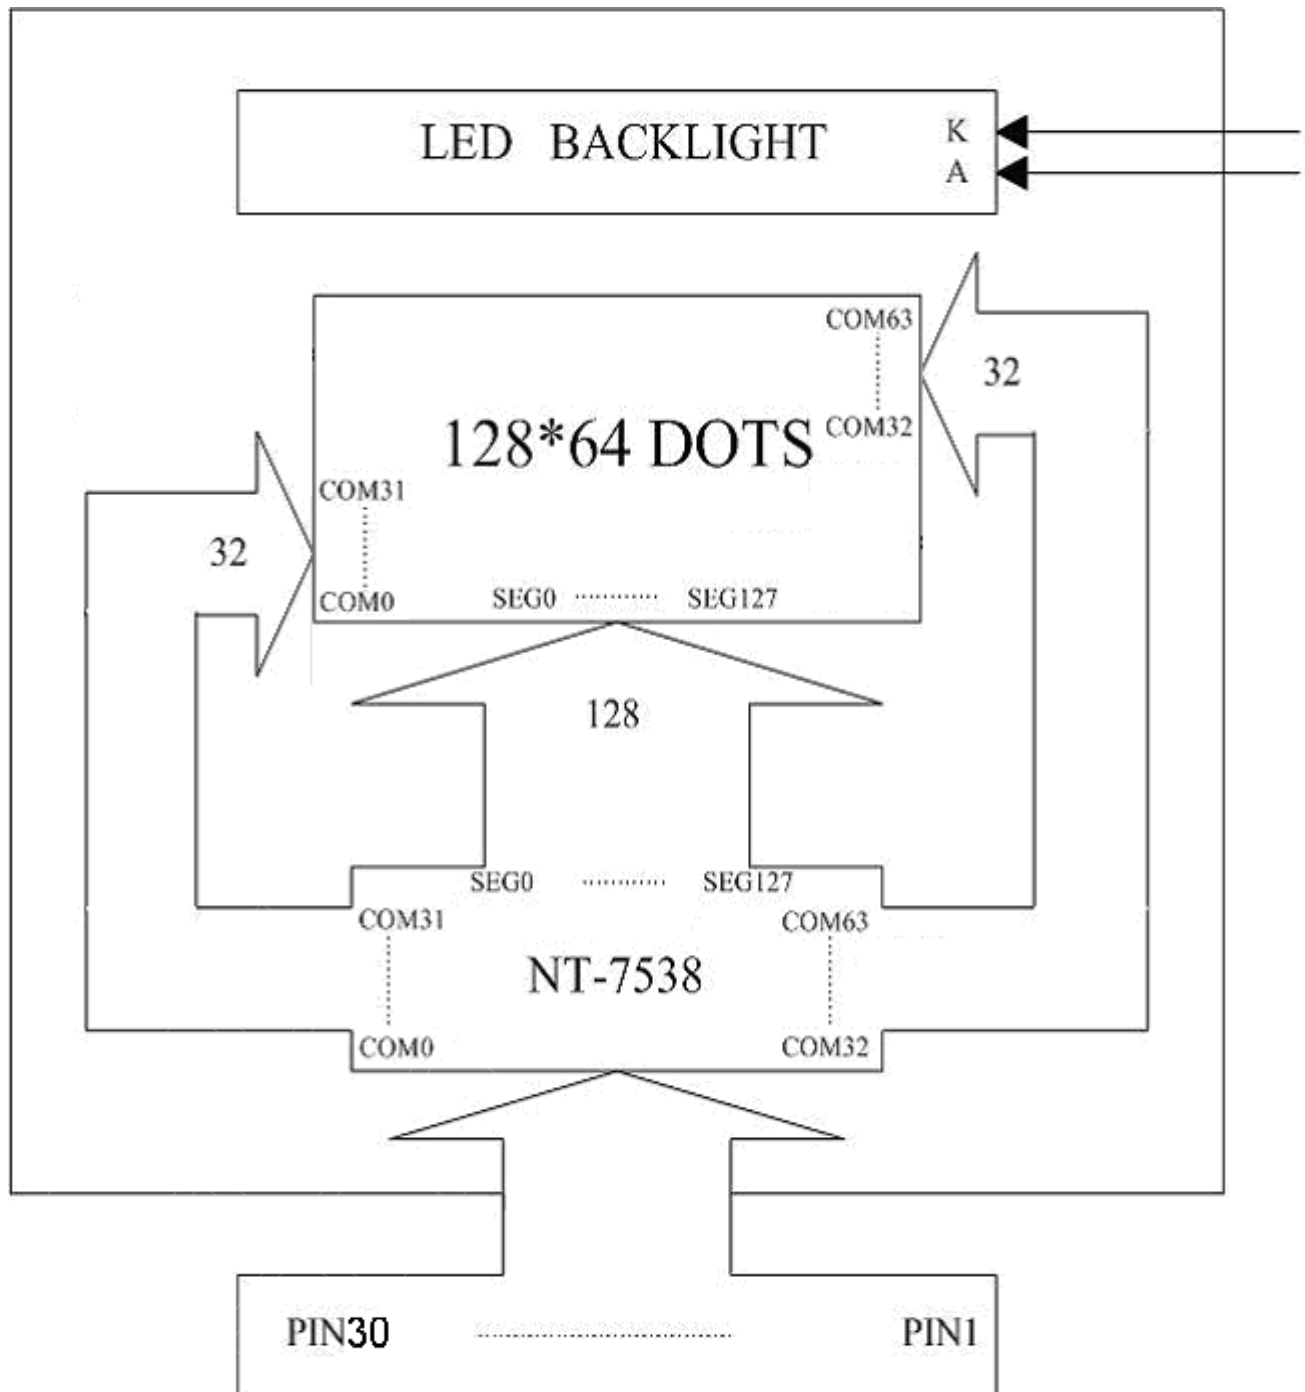 LED BACKLIGHT
K
A
COM63
32
COM32
128*64 DOTS
COM31
32
COM0
SEG0 SEG127
128
SEG0 SEG127
COM31
COM63
NT-7538
COM0
COM32
PIN30 PIN1